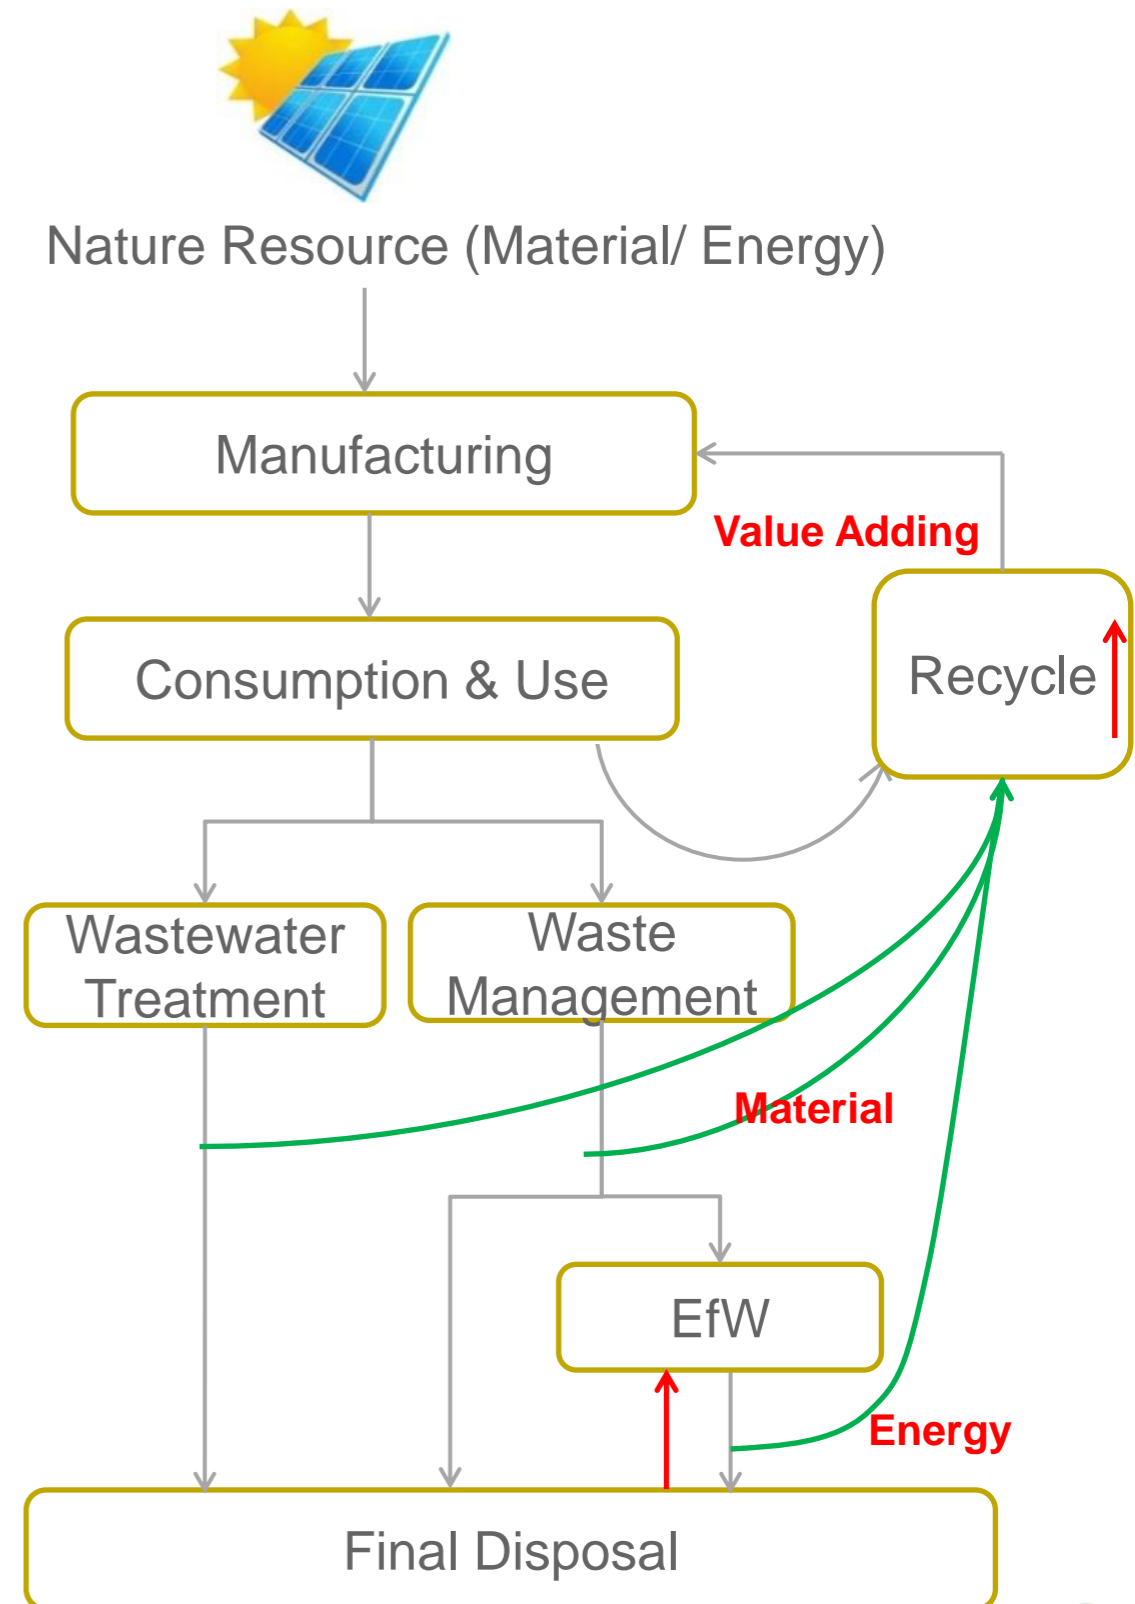 Nature Resource (Material/ Energy)
Manufacturing
Value Adding
Consumption & Use
Recycle
Wastewater
Treatment
Waste
Management
Material
EfW
Energy
Final Disposal